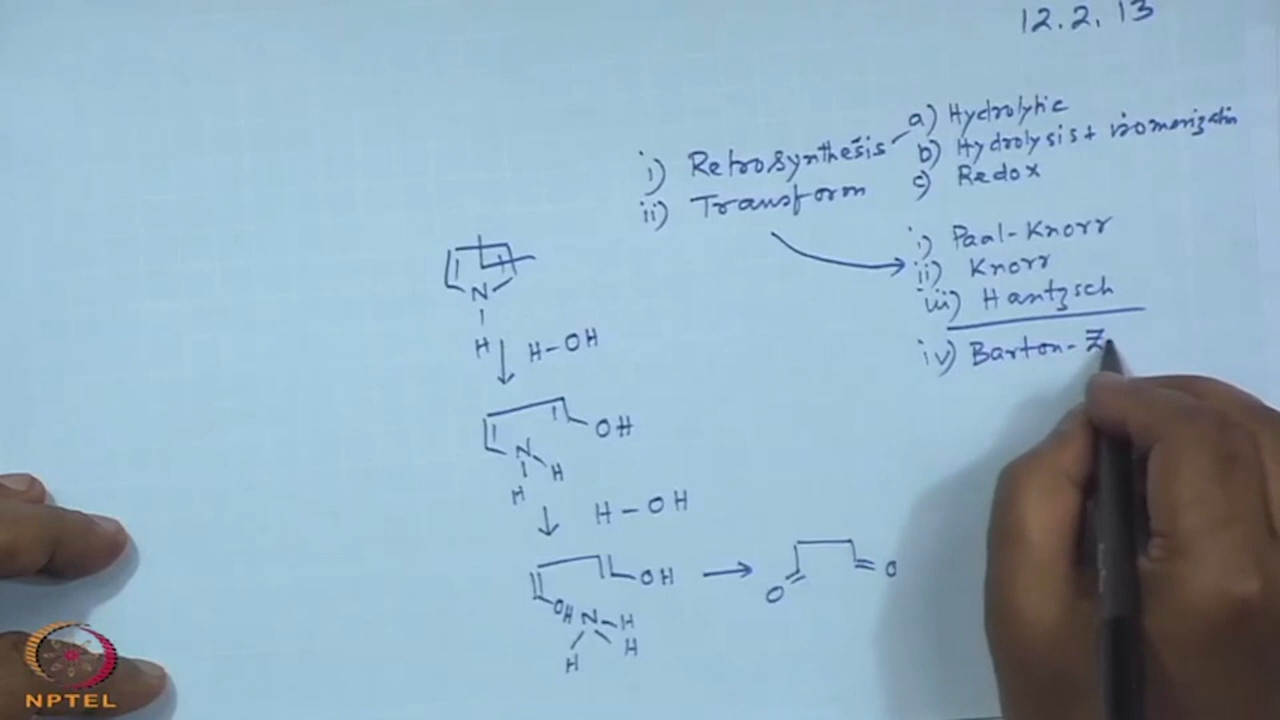 12.2.13
i) Retrosynthesis
ii) Transform
a) Hydrolytic
b) Hydrolysis + isomerizatin
c) Redox
i) Paal-Knorr
ii) Knorr
iii) Hantzsch
iv) Barton-Z
N
H
H-OH
OH
N
H
H
H-OH
OH
OH
N-H
H
H
O
O
NPTEL